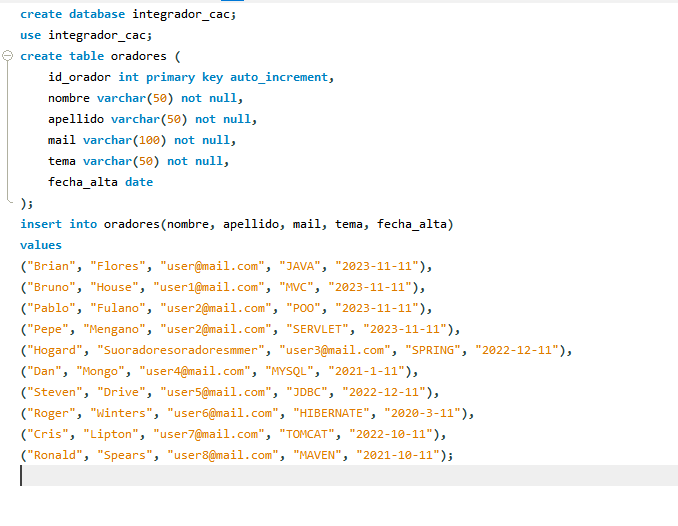 create database integrador_cac;
use integrador_cac;
create table oradores (
id_orador int primary key auto_increment,
nombre varchar(50) not null,
apellido varchar(50) not null,
mail varchar(100) not null,
tema varchar(50) not null,
fecha_alta date
);
insert into oradores(nombre, apellido, mail, tema, fecha_alta)
values
("Brian", "Flores", "user@mail.com", "JAVA", "2023-11-11"),
("Bruno", "House", "user1@mail.com", "MVC", "2023-11-11"),
("Pablo", "Fulano", "user2@mail.com", "POO", "2023-11-11"),
("Pepe", "Mengano", "user2@mail.com", "SERVLET", "2023-11-11"),
("Hogard", "Suoradoresoradoresmmer", "user3@mail.com", "SPRING", "2022-12-11"),
("Dan", "Mongo", "user4@mail.com", "MYSQL", "2021-1-11"),
("Steven", "Drive", "user5@mail.com", "JDBC", "2022-12-11"),
("Roger", "Winters", "user6@mail.com", "HIBERNATE", "2020-3-11"),
("Cris", "Lipton", "user7@mail.com", "TOMCAT", "2022-10-11"),
("Ronald", "Spears", "user8@mail.com", "MAVEN", "2021-10-11");